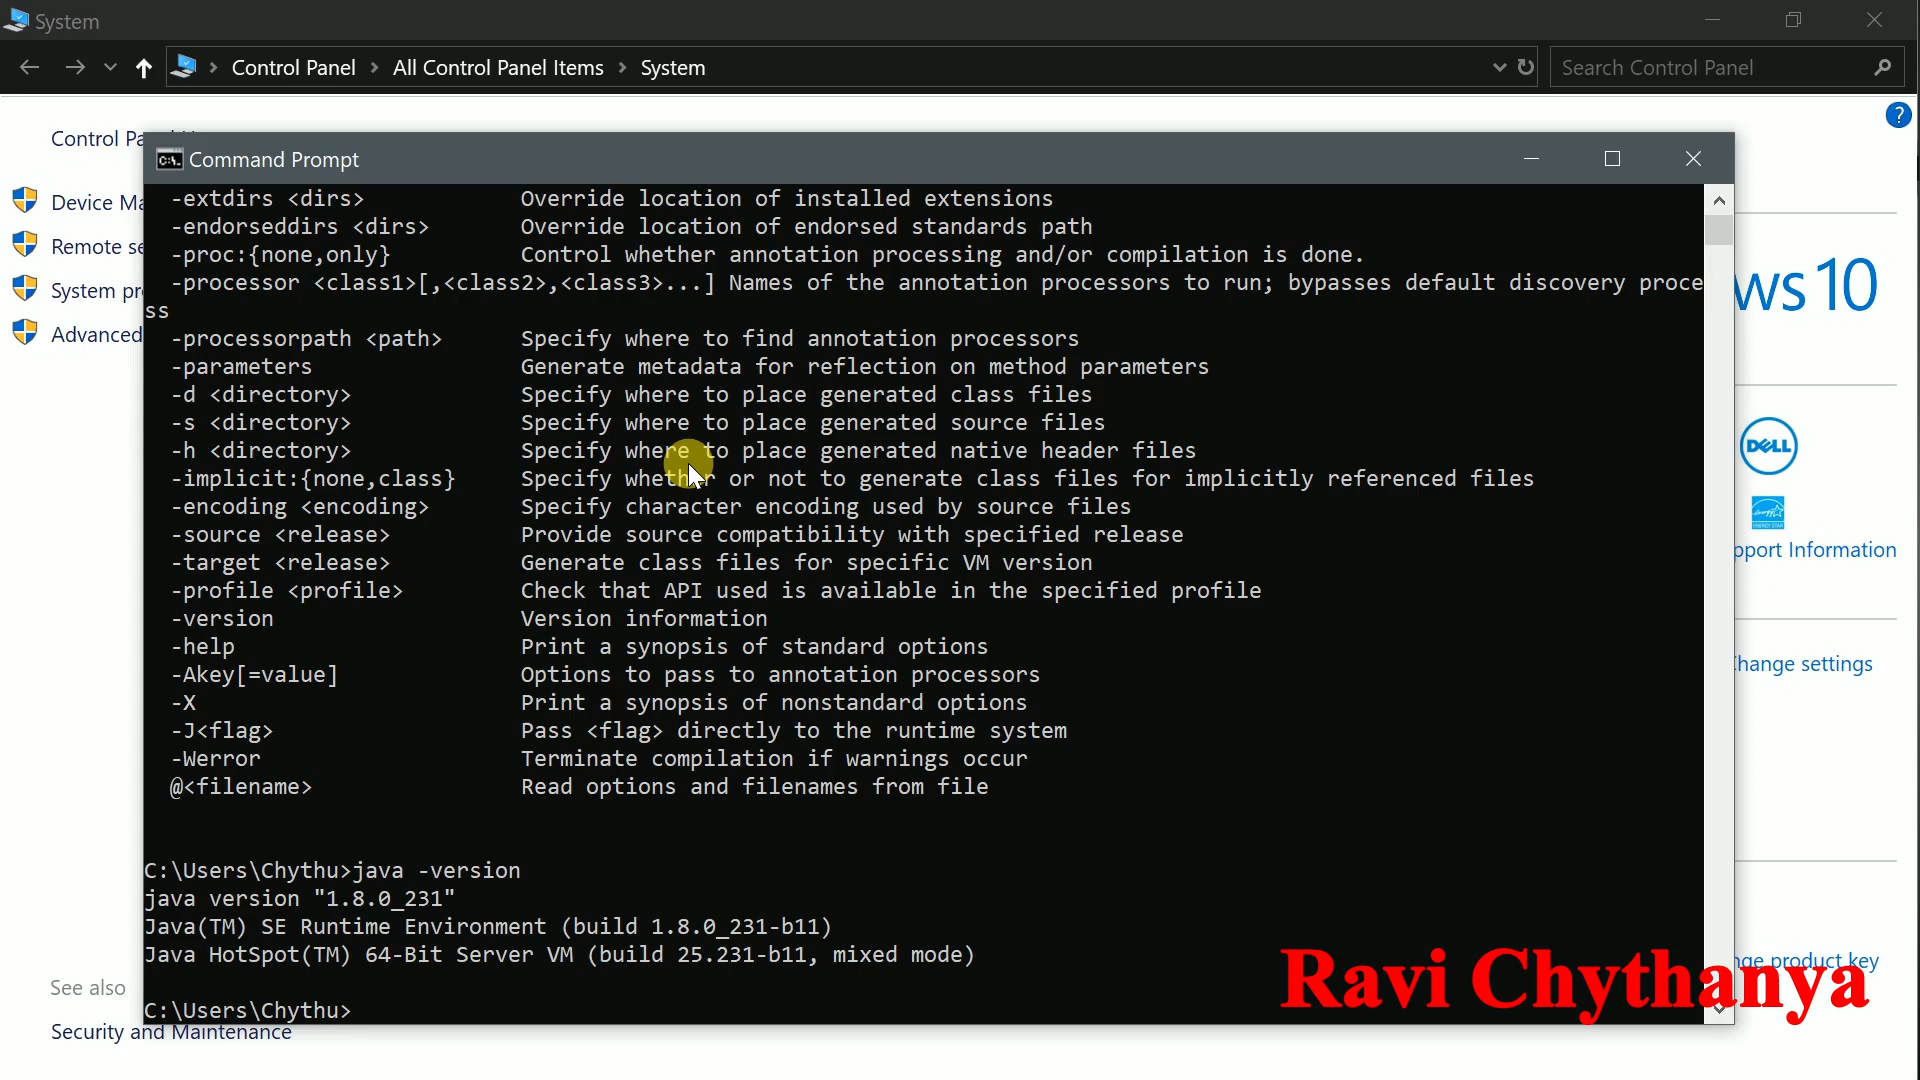 System
Control Panel > All Control Panel Items > System
Search Control Panel
?
Control Pa
Command Prompt
Device Ma
Remote se
System pr
Advanced
-extdirs <dirs> Override location of installed extensions
-endorseddirs <dirs> Override location of endorsed standards path
-proc:{none,only} Control whether annotation processing and/or compilation is done.
-processor <class1>[,<class2>,<class3>...] Names of the annotation processors to run; bypasses default discovery proce
ss
-processorpath <path> Specify where to find annotation processors
-parameters Generate metadata for reflection on method parameters
-d <directory> Specify where to place generated class files
-s <directory> Specify where to place generated source files
-h <directory> Specify where to place generated native header files
-implicit:{none,class} Specify whether or not to generate class files for implicitly referenced files
-encoding <encoding> Specify character encoding used by source files
-source <release> Provide source compatibility with specified release
-target <release> Generate class files for specific VM version
-profile <profile> Check that API used is available in the specified profile
-version Version information
-help Print a synopsis of standard options
-Akey[=value] Options to pass to annotation processors
-X Print a synopsis of nonstandard options
-J<flag> Pass <flag> directly to the runtime system
-Werror Terminate compilation if warnings occur
@<filename> Read options and filenames from file
C:\Users\Chythu>java -version
java version "1.8.0_231"
Java(TM) SE Runtime Environment (build 1.8.0_231-b11)
Java HotSpot(TM) 64-Bit Server VM (build 25.231-b11, mixed mode)
C:\Users\Chythu>
ws 10
DELL
pport Information
hange settings
nge product key
Ravi Chythanya
See also
Security and Maintenance